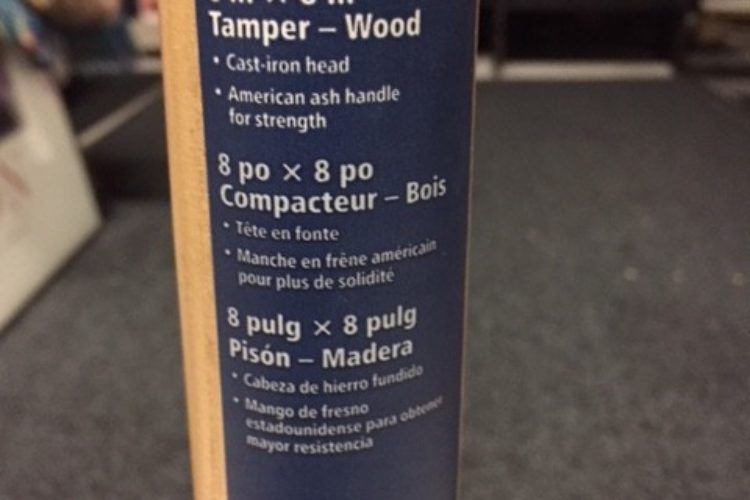 Tamper – Wood
• Cast-iron head
• American ash handle
for strength
8 po × 8 po
Compacteur – Bois
• Tête en fonte
• Manche en frêne américain
pour plus de solidité
8 pulg × 8 pulg
Pisón – Madera
• Cabeza de hierro fundido
• Mango de fresno
estadounidense para obtener
mayor resistencia